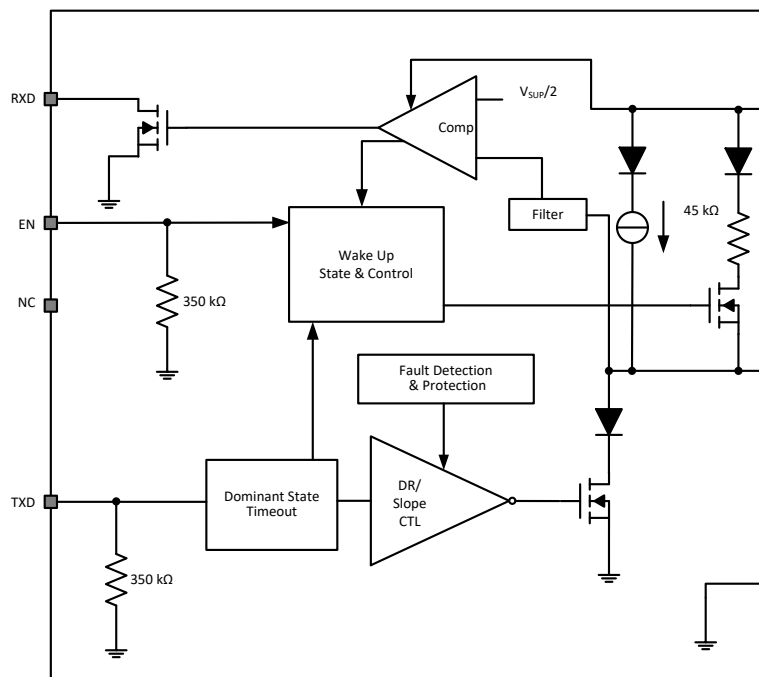 RXD
V_SUP/2
Comp
EN
Filter
45 kΩ
Wake Up
State & Control
NC
350 kΩ
Fault Detection
& Protection
TXD
Dominant State
Timeout
DR/
Slope
CTL
350 kΩ